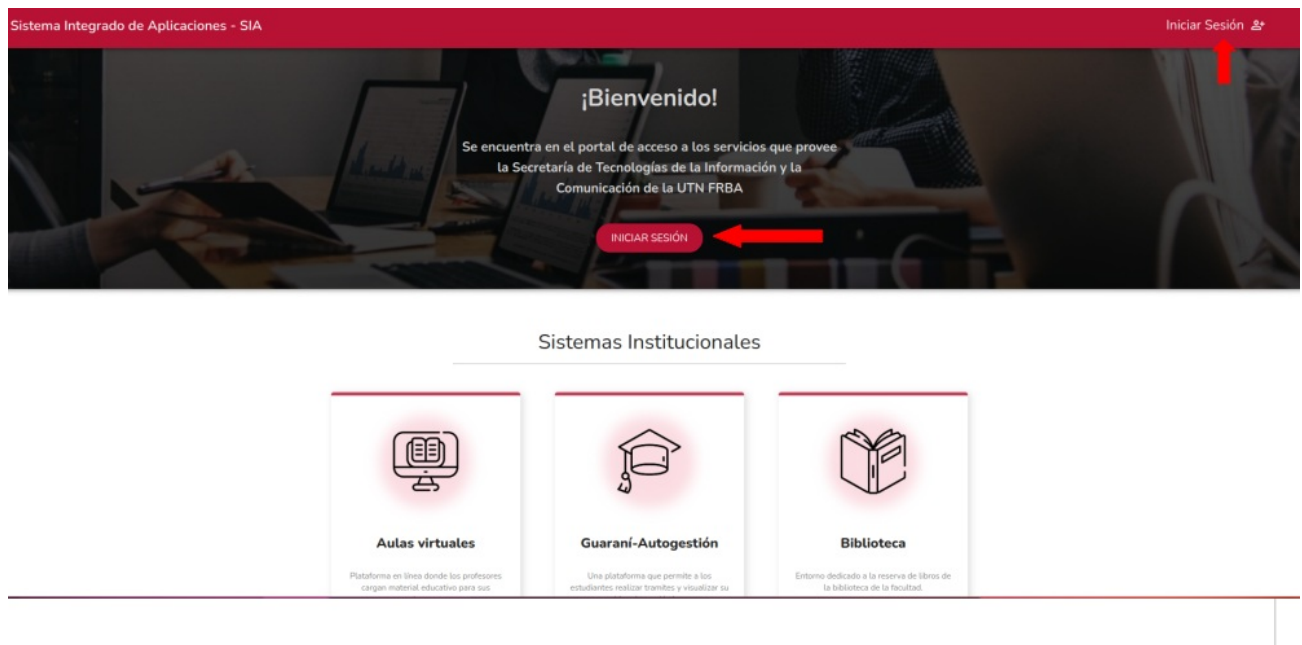 Sistema Integrado de Aplicaciones - SIA
Iniciar Sesión
¡Bienvenido!
Se encuentra en el portal de acceso a los servicios que provee
la Secretaría de Tecnologías de la Información y la
Comunicación de la UTN FRBA
INICIAR SESIÓN
Sistemas Institucionales
Aulas virtuales
Plataforma en línea donde los profesores
cargan material educativo para sus
Guaraní-Autogestión
Una plataforma que permite a los
estudiantes realizar tramites y visualizar su
Biblioteca
Entorno dedicado a la reserva de libros de
la biblioteca de la facultad.